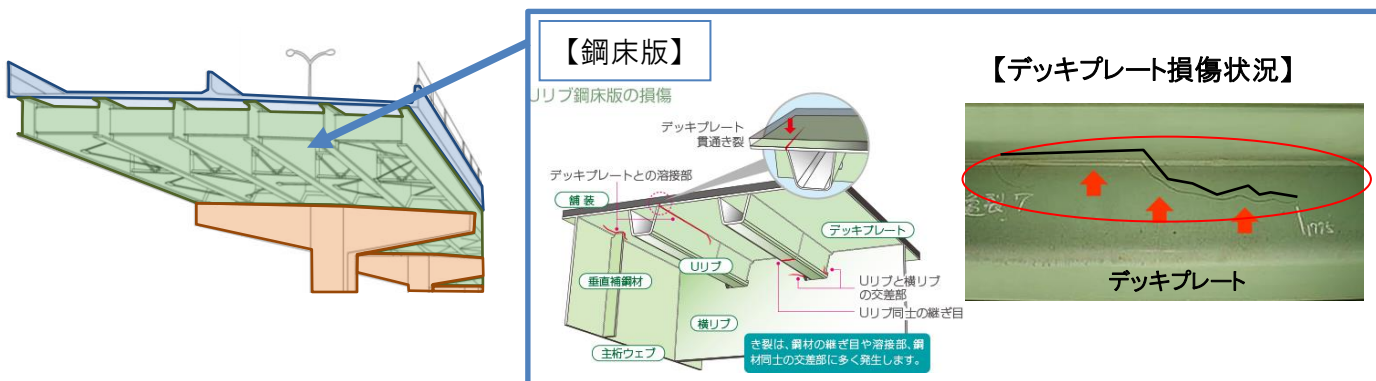 【鋼床版】
Uリブ鋼床版の損傷
デッキプレート
貫通き裂
デッキプレートとの溶接部
舗装
デッキプレート
Uリブ
垂直補鋼材
Uリブと横リブ
の交差部
Uリブ同士の継ぎ目
横リブ
主桁ウェブ
き裂は、鋼材の継ぎ目や溶接部、鋼
材同士の交差部に多く発生します。
【デッキプレート損傷状況】
亀裂 7
デッキプレート